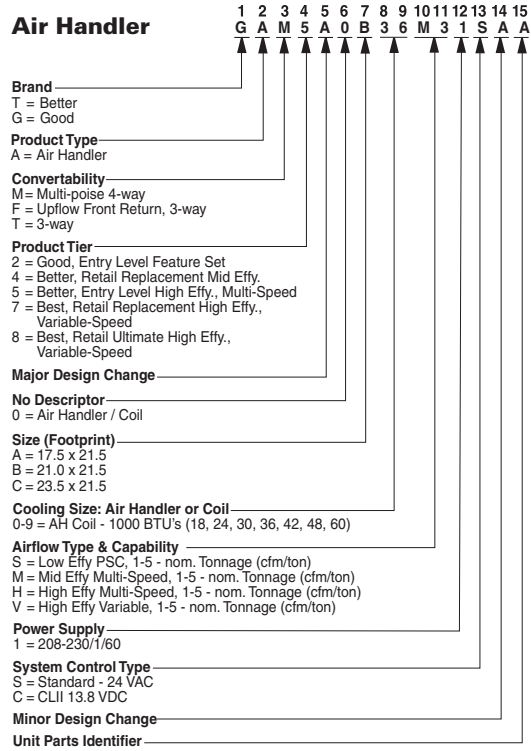 Air Handler
1 2 3 4 5 6 7 8 9 10 11 12 13 14 15
G A M 5 A 0 B 3 6 M 3 1 S A A
Brand
T = Better
G = Good
Product Type
A = Air Handler
Convertability
M = Multi-poise 4-way
F = Upflow Front Return, 3-way
T = 3-way
Product Tier
2 = Good, Entry Level Feature Set
4 = Better, Retail Replacement Mid Effy.
5 = Better, Entry Level High Effy., Multi-Speed
7 = Best, Retail Replacement High Effy.,
Variable-Speed
8 = Best, Retail Ultimate High Effy.,
Variable-Speed
Major Design Change
No Descriptor
0 = Air Handler / Coil
Size (Footprint)
A = 17.5 x 21.5
B = 21.0 x 21.5
C = 23.5 x 21.5
Cooling Size: Air Handler or Coil
0-9 = AH Coil - 1000 BTU's (18, 24, 30, 36, 42, 48, 60)
Airflow Type & Capability
S = Low Effy PSC, 1-5 - nom. Tonnage (cfm/ton)
M = Mid Effy Multi-Speed, 1-5 - nom. Tonnage (cfm/ton)
H = High Effy Multi-Speed, 1-5 - nom. Tonnage (cfm/ton)
V = High Effy Variable, 1-5 - nom. Tonnage (cfm/ton)
Power Supply
1 = 208-230/1/60
System Control Type
S = Standard - 24 VAC
C = CLII 13.8 VDC
Minor Design Change
Unit Parts Identifier